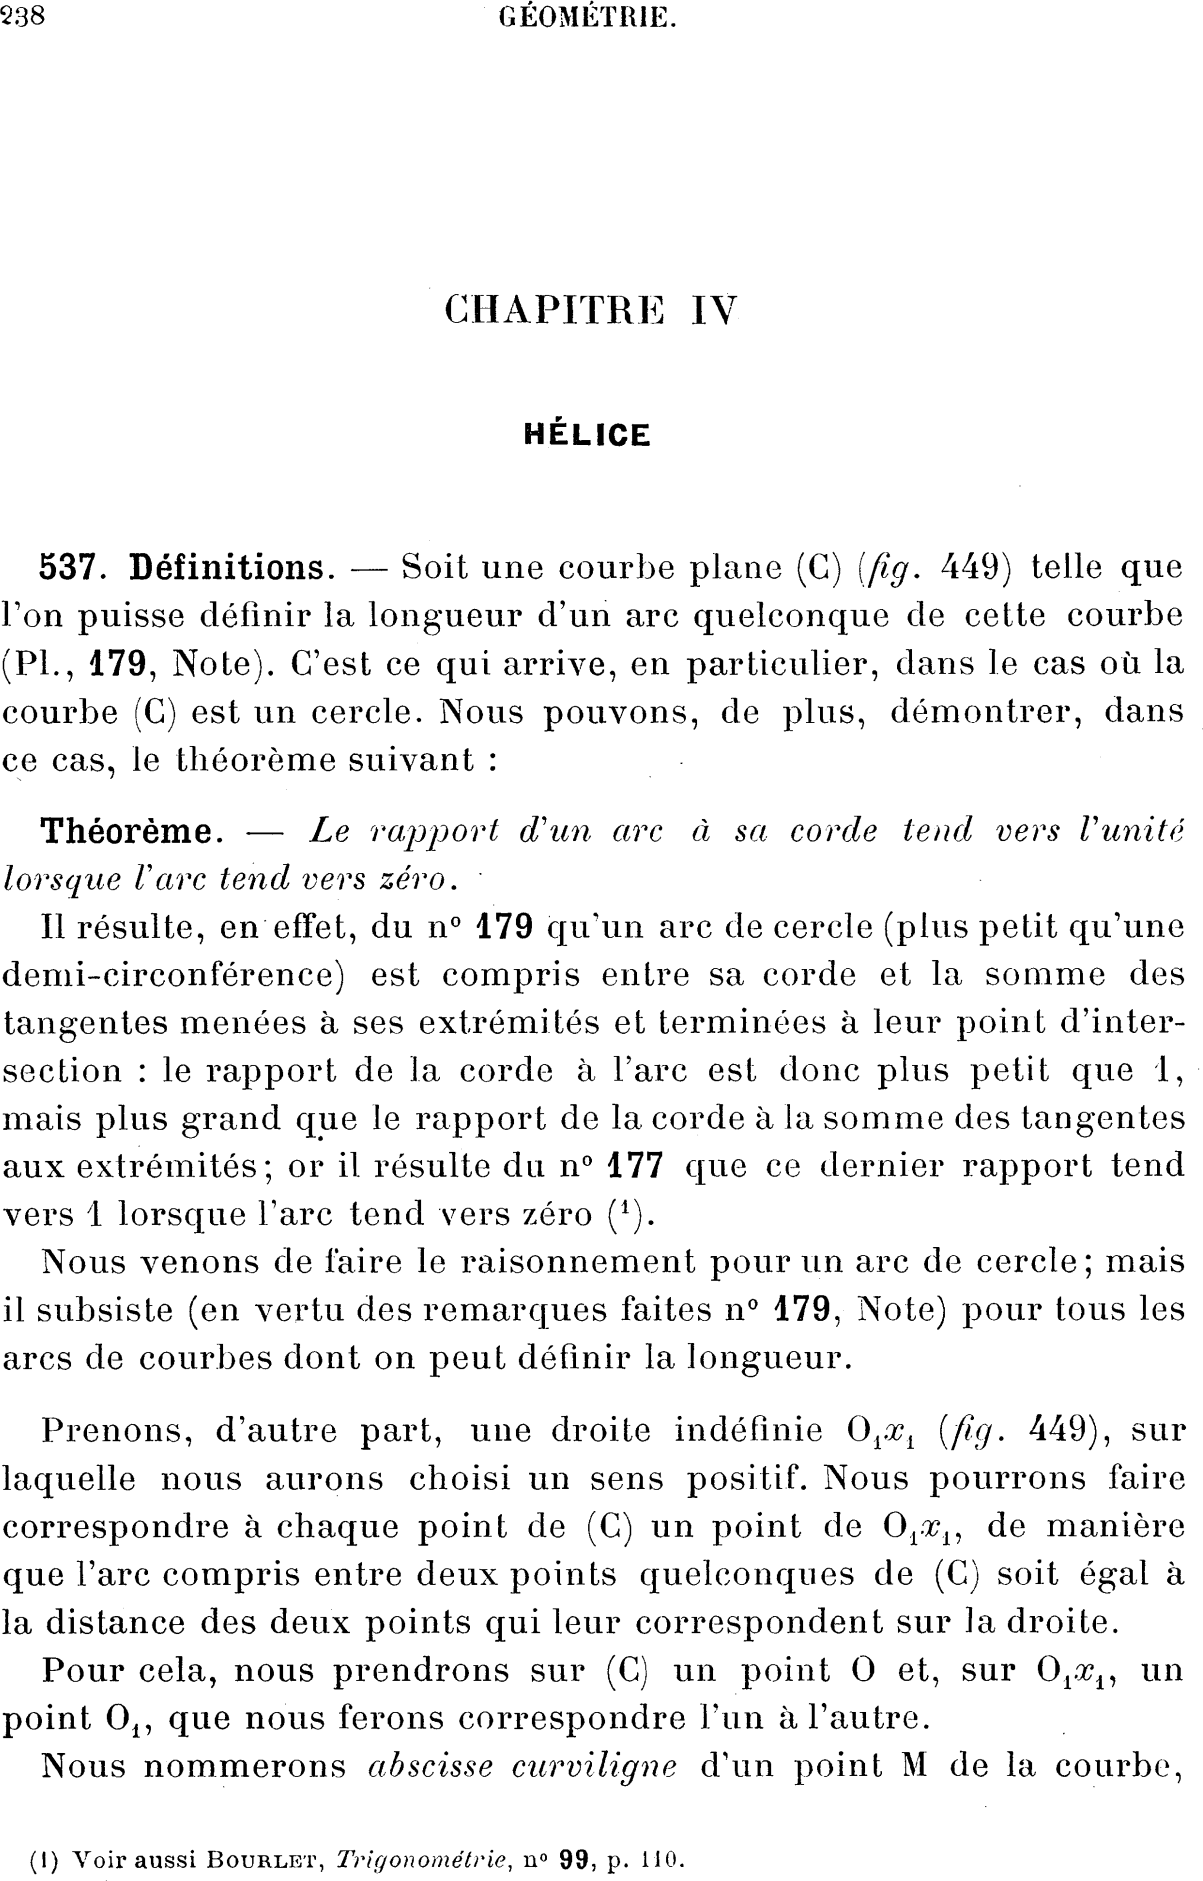 238
GÉOMÉTRIE.
CHAPITRE IV
HÉLICE
537. Définitions. — Soit une courbe plane (C) (fig. 449) telle que
l'on puisse définir la longueur d'un arc quelconque de cette courbe
(Pl., 179, Note). C'est ce qui arrive, en particulier, dans le cas où la
courbe (C) est un cercle. Nous pouvons, de plus, démontrer, dans
ce cas, le théorème suivant :
Théorème. — Le rapport d'un arc à sa corde tend vers l'unité
lorsque l'arc tend vers zéro.
Il résulte, en effet, du nº 179 qu'un arc de cercle (plus petit qu'une
demi-circonférence) est compris entre sa corde et la somme des
tangentes menées à ses extrémités et terminées à leur point d'inter-
section : le rapport de la corde à l'arc est donc plus petit que 1,
mais plus grand que le rapport de la corde à la somme des tangentes
aux extrémités; or il résulte du nº 177 que ce dernier rapport tend
vers 1 lorsque l'arc tend vers zéro (¹).
Nous venons de faire le raisonnement pour un arc de cercle; mais
il subsiste (en vertu des remarques faites nº 179, Note) pour tous les
arcs de courbes dont on peut définir la longueur.
Prenons, d'autre part, une droite indéfinie O₁x₁ (fig. 449), sur
laquelle nous aurons choisi un sens positif. Nous pourrons faire
correspondre à chaque point de (C) un point de O₁x₁, de manière
que l'arc compris entre deux points quelconques de (C) soit égal à
la distance des deux points qui leur correspondent sur la droite.
Pour cela, nous prendrons sur (C) un point O et, sur O₁x₁, un
point O₁, que nous ferons correspondre l'un à l'autre.
Nous nommerons abscisse curviligne d'un point M de la courbe,
(1) Voir aussi BOURLET, Trigonométrie, nº 99, p. 110.